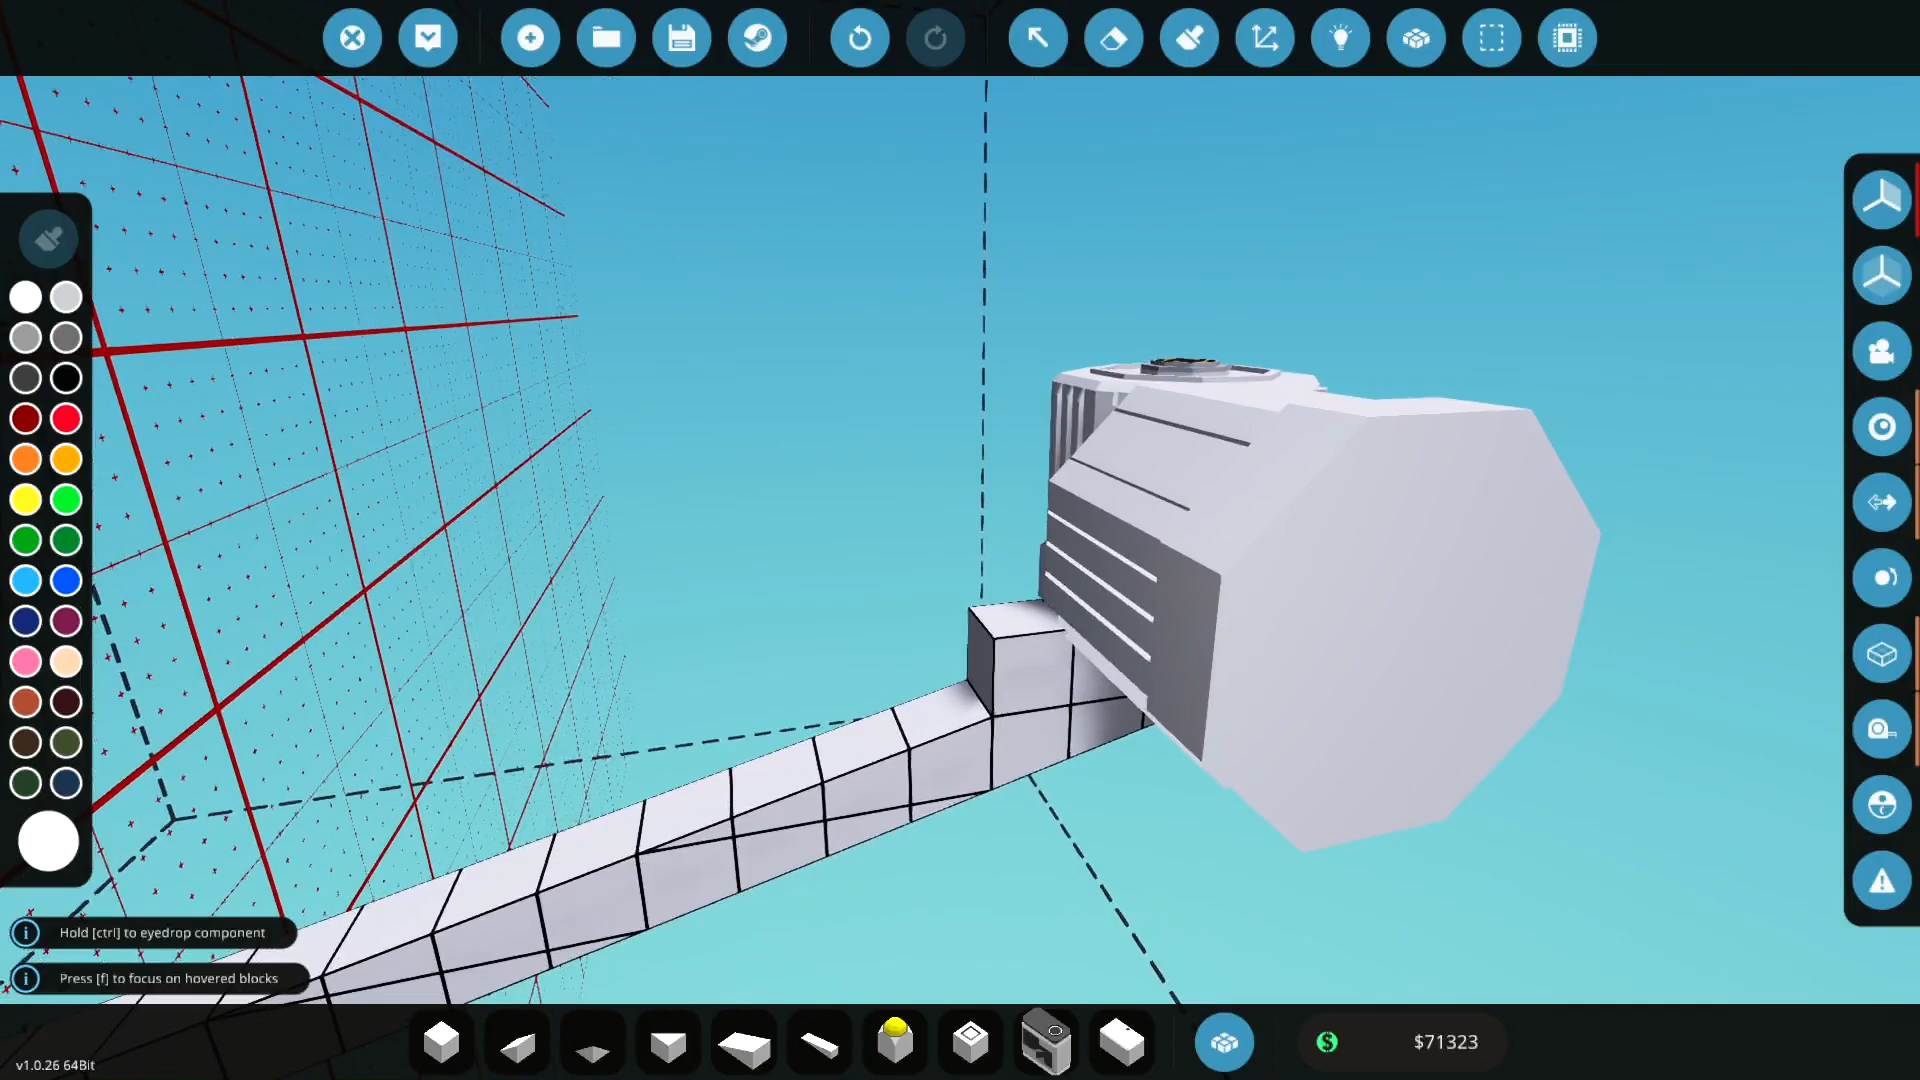 Hold [ctrl] to eyedrop component
Press [f] to focus on hovered blocks
v1.0.26 64Bit
$71323